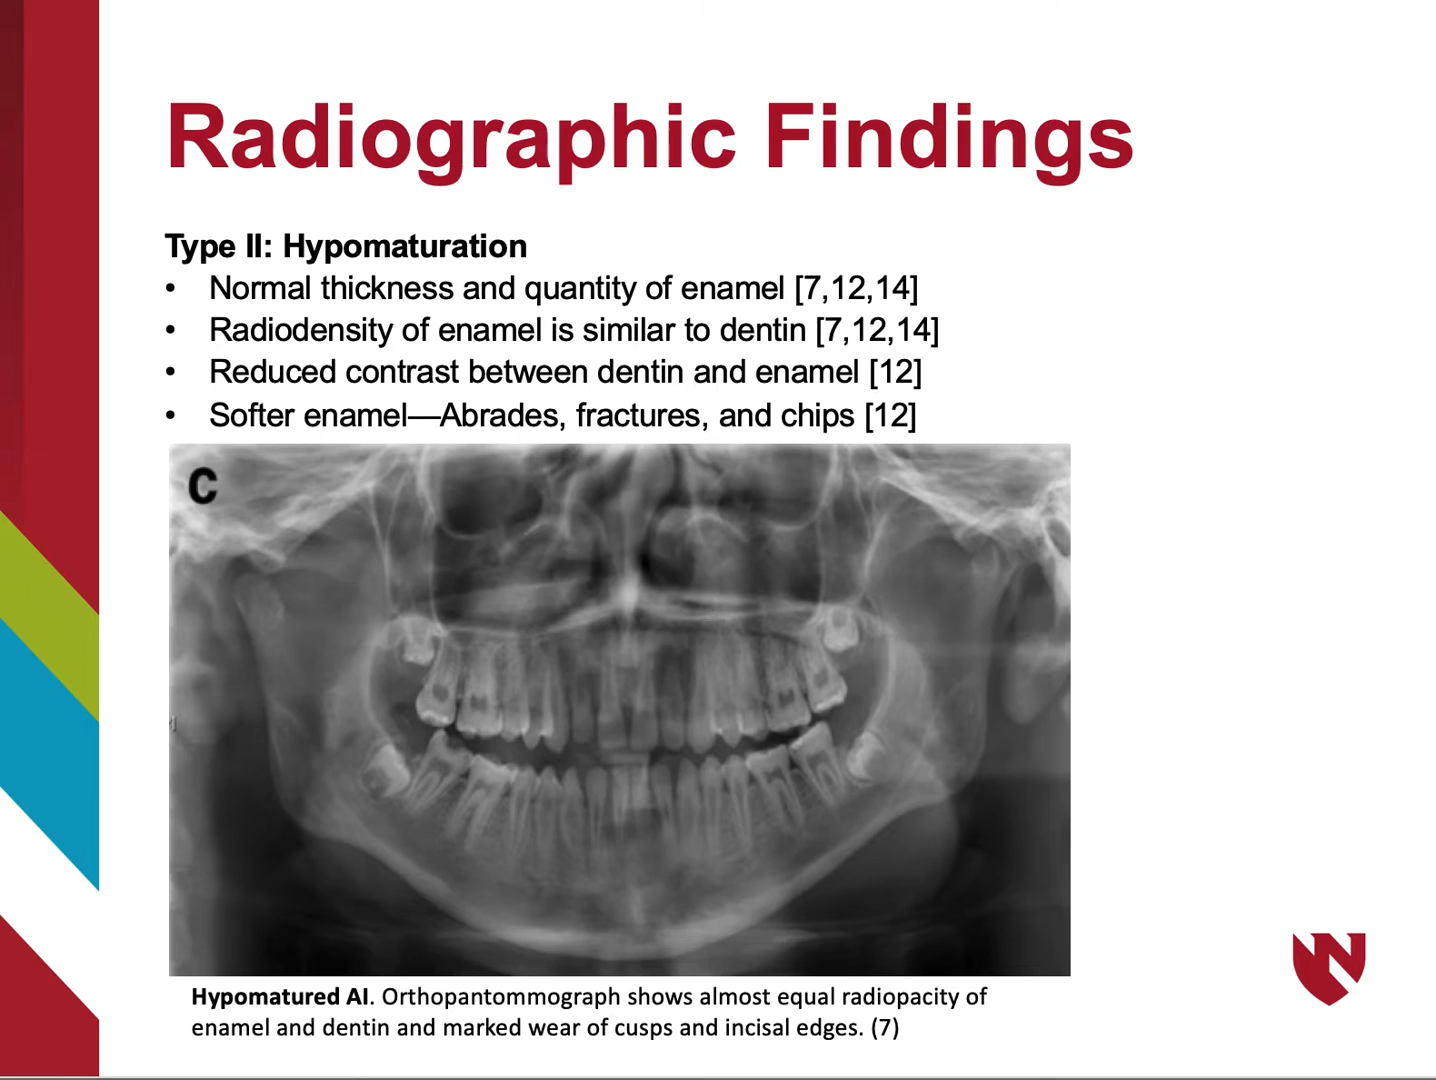 Radiographic Findings
Type II: Hypomaturation
• Normal thickness and quantity of enamel [7,12,14]
• Radiodensity of enamel is similar to dentin [7,12,14]
• Reduced contrast between dentin and enamel [12]
• Softer enamel—Abrades, fractures, and chips [12]
C
Hypomatured AI. Orthopantommograph shows almost equal radiopacity of
enamel and dentin and marked wear of cusps and incisal edges. (7)